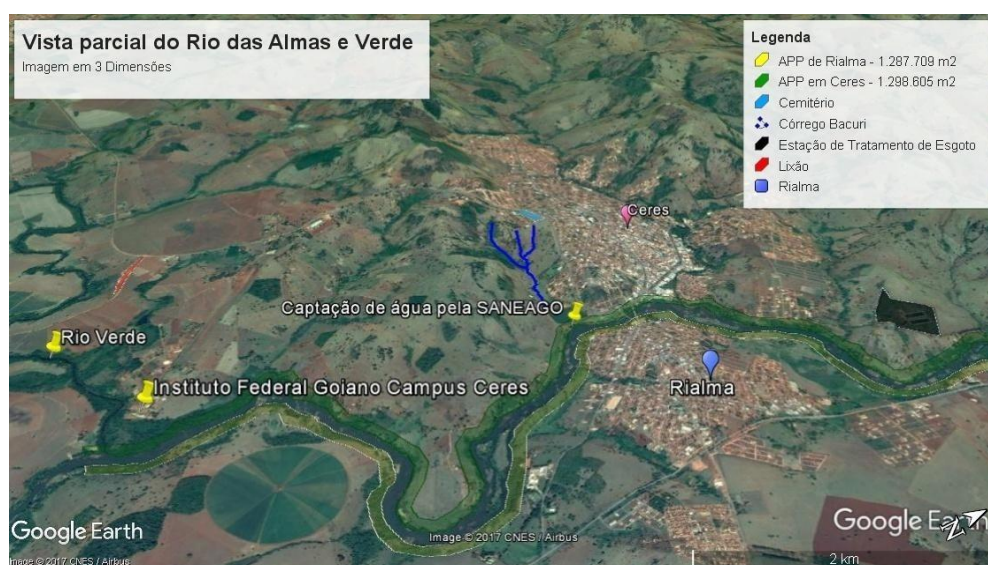 Vista parcial do Rio das Almas e Verde
Imagem em 3 Dimensões
Legenda
APP de Rialma - 1.287.709 m2
APP em Ceres - 1.298.605 m2
Cemitério
Córrego Bacuri
Estação de Tratamento de Esgoto
Lixão
Rialma
Ceres
Captação de água pela SANEAGO
Rio Verde
Instituto Federal Goiano Campus Ceres
Rialma
Google Earth
Google Earth
Image © 2017 CNES / Airbus
Image © 2017 CNES / Airbus
N
2 km